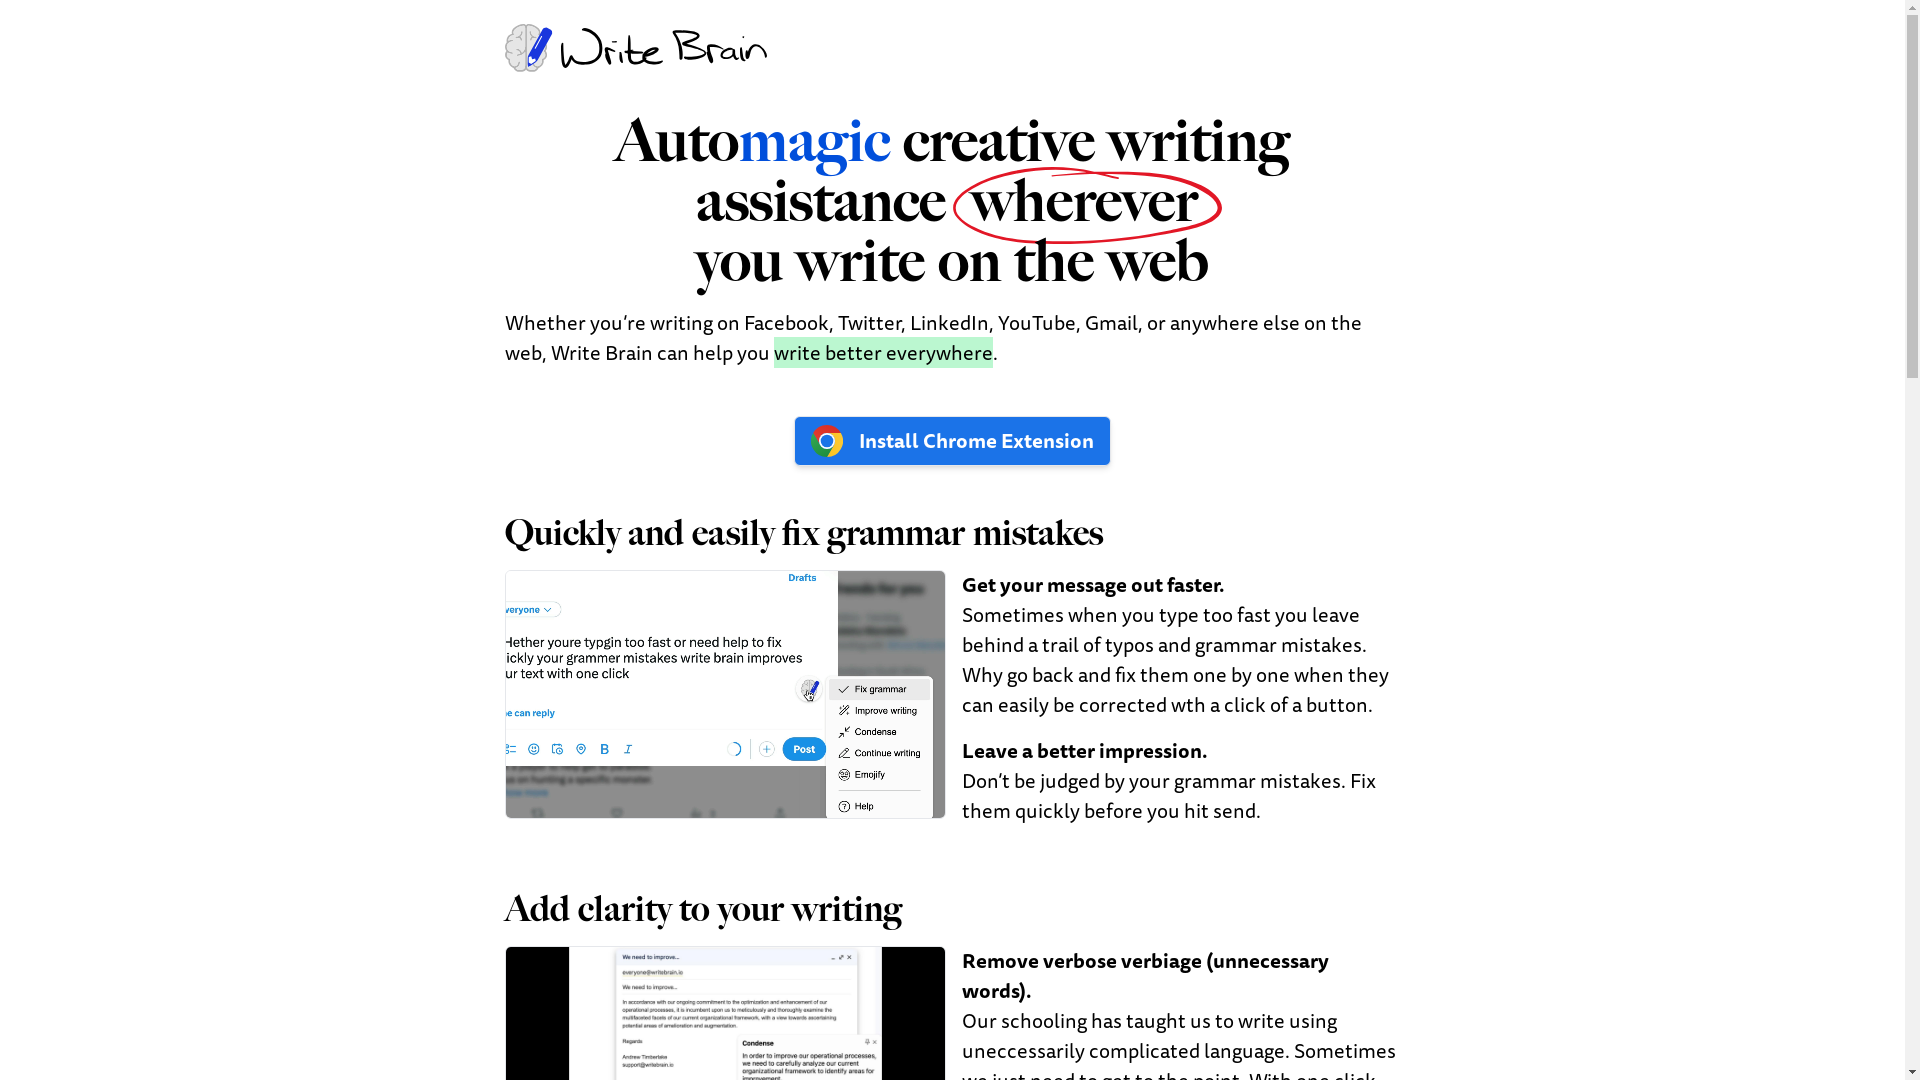 Write Brain
Automagic creative writing
assistance wherever
you write on the web
Whether you're writing on Facebook, Twitter, LinkedIn, YouTube, Gmail, or anywhere else on the
web, Write Brain can help you write better everywhere.
Install Chrome Extension
Quickly and easily fix grammar mistakes
Drafts
veryone
Hether youre typgin too fast or need help to fix
ickly your grammer mistakes write brain improves
ur text with one click
Fix grammar
Improve writing
e can reply
Condense
B I Post
Continue writing
Emojify
Help
Get your message out faster.
Sometimes when you type too fast you leave
behind a trail of typos and grammar mistakes.
Why go back and fix them one by one when they
can easily be corrected wth a click of a button.
Leave a better impression.
Don't be judged by your grammar mistakes. Fix
them quickly before you hit send.
Add clarity to your writing
We need to improve...
everyone@writebrain.io
We need to improve...
In accordance with our ongoing commitment to the optimization and enhancement of our
operational processes, it is incumbent upon us to meticulously and thoroughly examine the
multifaceted facets of our current organizational framework, with a view towards ascertaining
potential areas of amelioration and augmentation.
Regards
Andrew Timberlake
support@writebrain.io
Condense
In order to improve our operational processes,
we need to carefully analyze our current
organizational framework to identify areas for
improvement.
Remove verbose verbiage (unnecessary
words).
Our schooling has taught us to write using
uneccessarily complicated language. Sometimes
we just need to get to the point. With one click